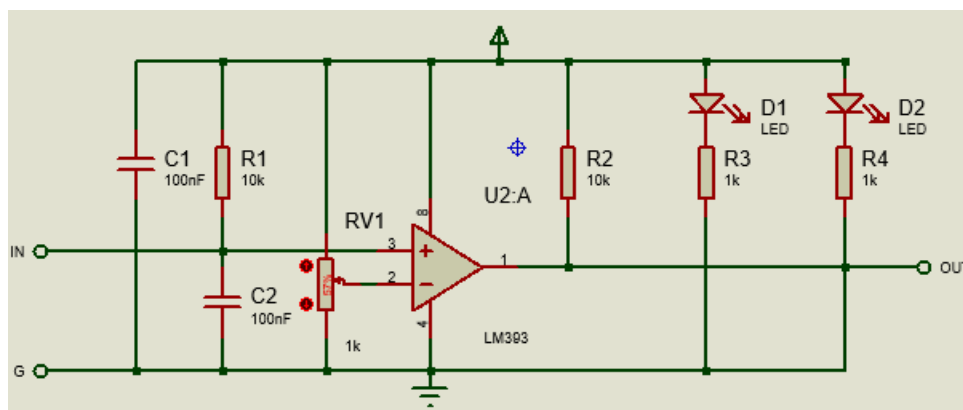 C1
100nF
R1
10k
RV1
57%
1k
U2:A
8
3
2
1
4
LM393
R2
10k
D1
LED
R3
1k
D2
LED
R4
1k
IN
C2
100nF
G
OUT